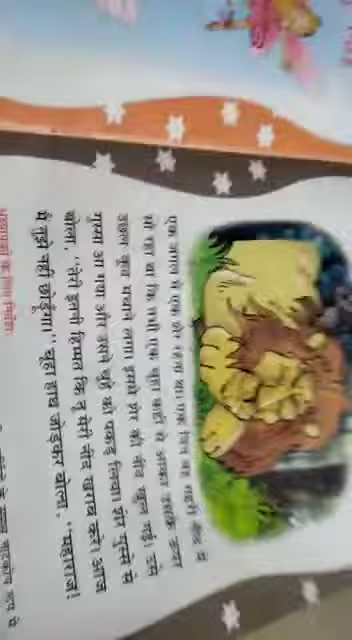 एक जंगल में एक शेर रहता था। एक दिन वह गहरी नींद में
सो रहा था कि तभी एक चूहा कहीं से आकर उसके ऊपर
उछल कूद मचाने लगा। इससे शेर की नींद खुल गई। उसे
गुस्सा आ गया और उसने चूहे को पकड़ लिया। शेर गुस्से में
बोला, "तेरी इतनी हिम्मत कि तू मेरी नींद खराब करे। आज
मैं तुझे नहीं छोड़ूंगा।" चूहा हाथ जोड़कर बोला, "महाराज!
के लिए निर्देश: